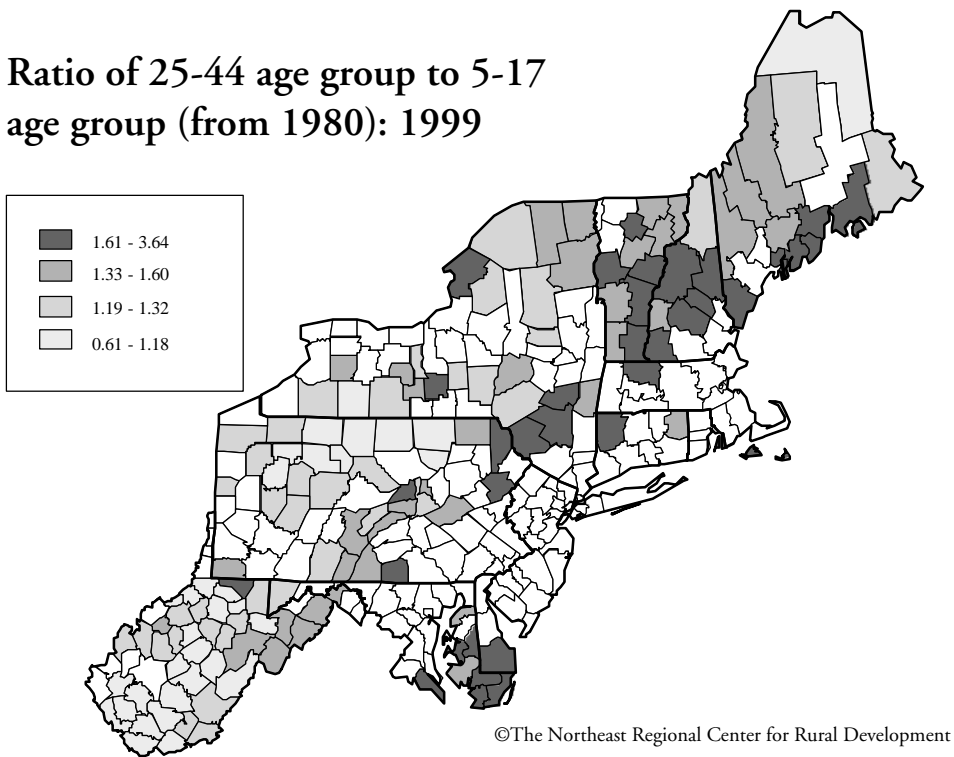 Ratio of 25-44 age group to 5-17
age group (from 1980): 1999
1.61 - 3.64
1.33 - 1.60
1.19 - 1.32
0.61 - 1.18
©The Northeast Regional Center for Rural Development